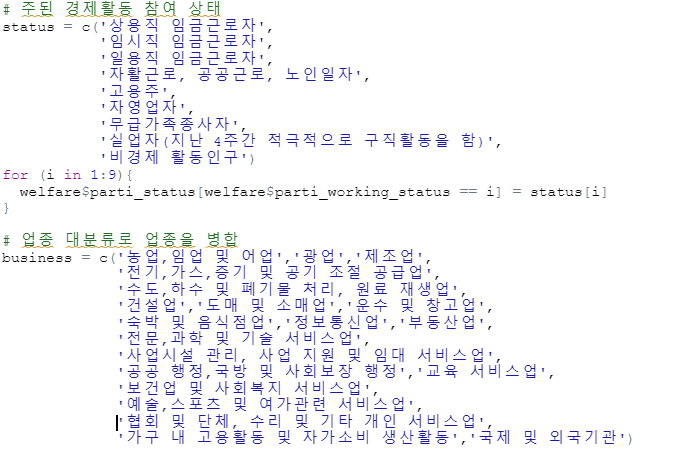 # 주된 경제활동 참여 상태
status = c('상용직 임금근로자',
'임시직 임금근로자',
'일용직 임금근로자',
'자활근로, 공공근로, 노인일자',
'고용주',
'자영업자',
'무급가족종사자',
'실업자(지난 4주간 적극적으로 구직활동을 함)',
'비경제 활동인구')
for (i in 1:9){
welfare$parti_status[welfare$parti_working_status == i] = status[i]
}
# 업종 대분류로 업종을 병합
business = c('농업,임업 및 어업','광업','제조업',
'전기,가스,증기 및 공기 조절 공급업',
'수도,하수 및 폐기물 처리, 원료 재생업',
'건설업','도매 및 소매업','운수 및 창고업',
'숙박 및 음식점업','정보통신업','부동산업',
'전문,과학 및 기술 서비스업',
'사업시설 관리, 사업 지원 및 임대 서비스업',
'공공 행정,국방 및 사회보장 행정','교육 서비스업',
'보건업 및 사회복지 서비스업',
'예술,스포츠 및 여가관련 서비스업',
'협회 및 단체, 수리 및 기타 개인 서비스업',
'가구 내 고용활동 및 자가소비 생산활동','국제 및 외국기관')